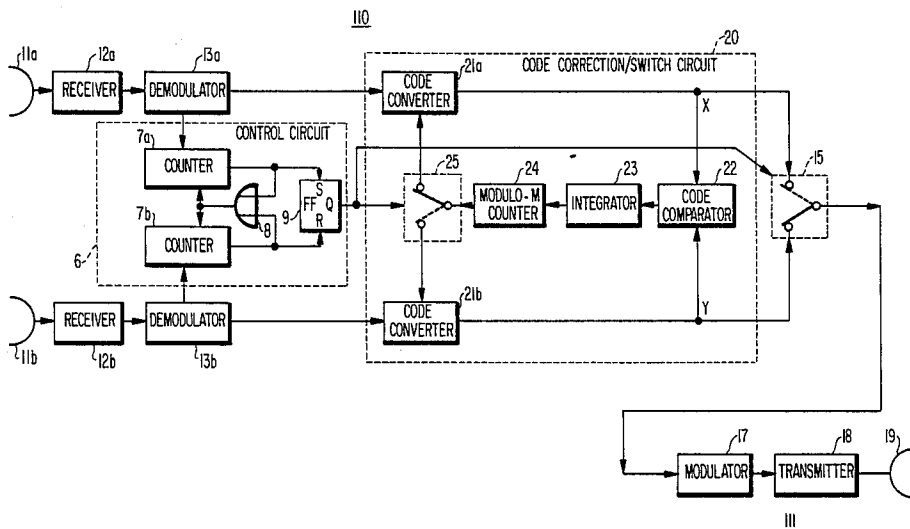 110
11a
12a
13a
20
RECEIVER
DEMODULATOR
CODE CORRECTION/SWITCH CIRCUIT
21a
CODE
CONVERTER
CONTROL CIRCUIT
7a
COUNTER
X
25
24
23
22
15
MODULO-M
COUNTER
INTEGRATOR
CODE
COMPARATOR
S
FF Q
R
9
8
7b
COUNTER
6
21b
CODE
CONVERTER
Y
RECEIVER
DEMODULATOR
11b
12b
13b
17
18
19
MODULATOR
TRANSMITTER
111